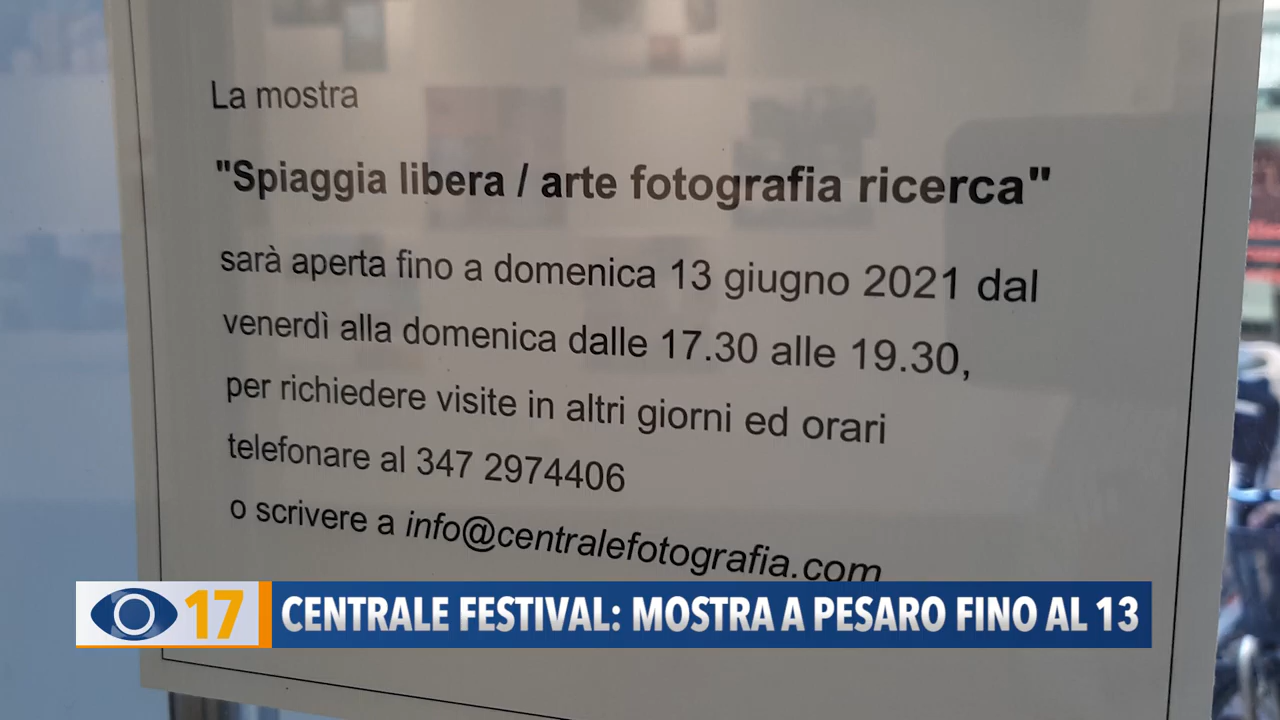 La mostra
"Spiaggia libera / arte fotografia ricerca"
sarà aperta fino a domenica 13 giugno 2021 dal
venerdì alla domenica dalle 17.30 alle 19.30,
per richiedere visite in altri giorni ed orari
telefonare al 347 2974406
o scrivere a info@centralefotografia.com
17 CENTRALE FESTIVAL: MOSTRA A PESARO FINO AL 13